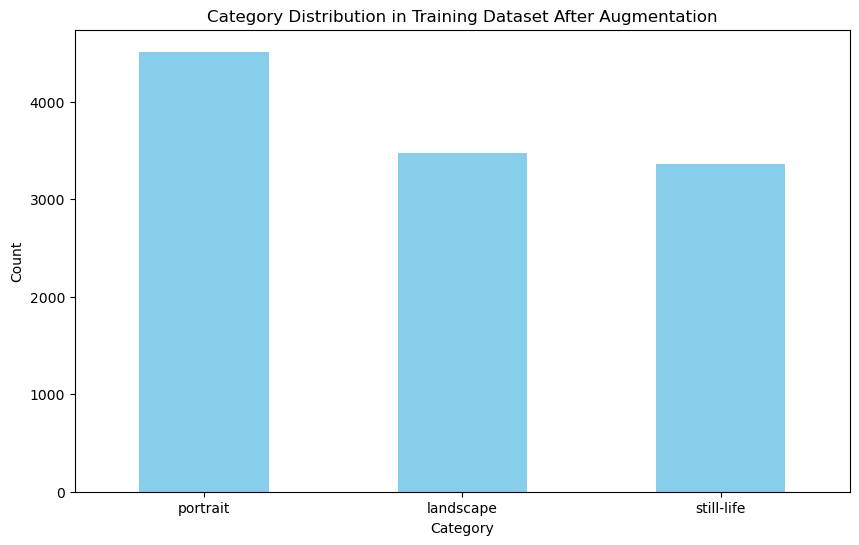 Category Distribution in Training Dataset After Augmentation
4000
3000
2000
1000
0
Count
portrait landscape still-life
Category